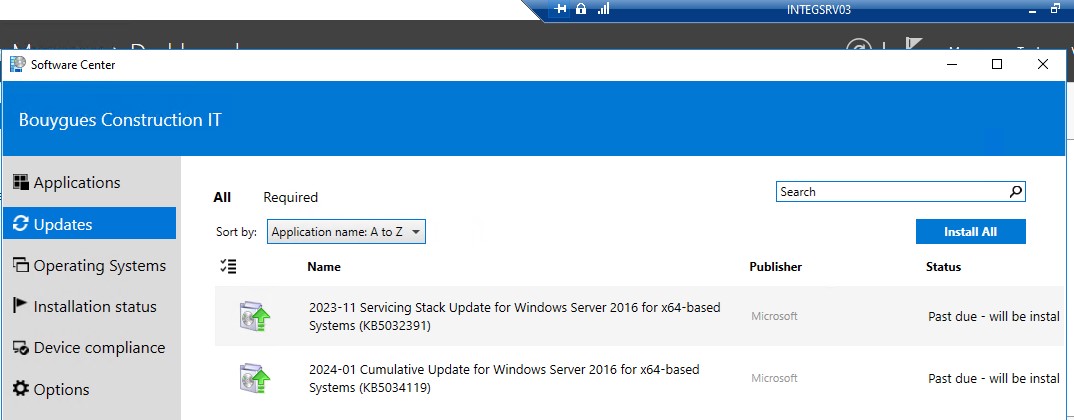 INTEGSRV03
Software Center
Bouygues Construction IT
Applications
Updates
Operating Systems
Installation status
Device compliance
Options
All Required
Search
Sort by: Application name: A to Z
Install All
Name Publisher Status
2023-11 Servicing Stack Update for Windows Server 2016 for x64-based
Systems (KB5032391)
Microsoft
Past due - will be instal
2024-01 Cumulative Update for Windows Server 2016 for x64-based
Systems (KB5034119)
Microsoft
Past due - will be instal